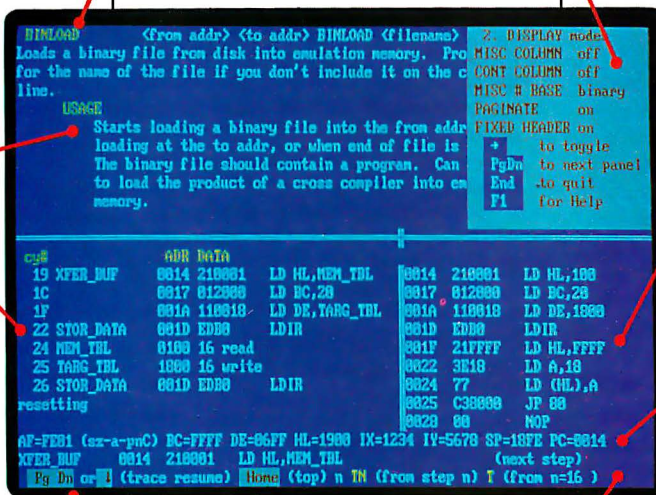 BINLOAD <from addr> <to addr> BINLOAD <filename>
Loads a binary file from disk into emulation memory. Pro
for the name of the file if you don't include it on the c
line.
USAGE
Starts loading a binary file into the from addr
loading at the to addr, or when end of file is
The binary file should contain a program. Can
to load the product of a cross compiler into em
memory.
2. DISPLAY modes
MISC COLUMN off
CONT COLUMN off
MISC # BASE binary
PAGINATE on
FIXED HEADER on
→ to toggle
PgDn to next panel
End to quit
F1 for Help
cy# ADR DATA
19 XFER_BUF 0014 210001 LD HL,MEM_TBL
1C 0017 012000 LD BC,20
1F 001A 110018 LD DE,TARG_TBL
22 STOR_DATA 001D EDB0 LDIR
24 MEM_TBL 0100 16 read
25 TARG_TBL 1800 16 write
26 STOR_DATA 001D EDB0 LDIR
resetting
0014 210001 LD HL,100
0017 012000 LD BC,20
001A 110018 LD DE,1800
001D EDB0 LDIR
001F 21FFFF LD HL,FFFF
0022 3E18 LD A,18
0024 77 LD (HL),A
0025 C38000 JP 80
0028 00 NOP
AF=FE01 (sz-a-pnC) BC=FFFF DE=06FF HL=1900 IX=1234 IY=5678 SP=18FE PC=0014
XFER_BUF 0014 210001 LD HL,MEM_TBL (next step)
Pg Dn or ↓ (trace resume) Home (top) n TN (from step n) T (from n=16 )